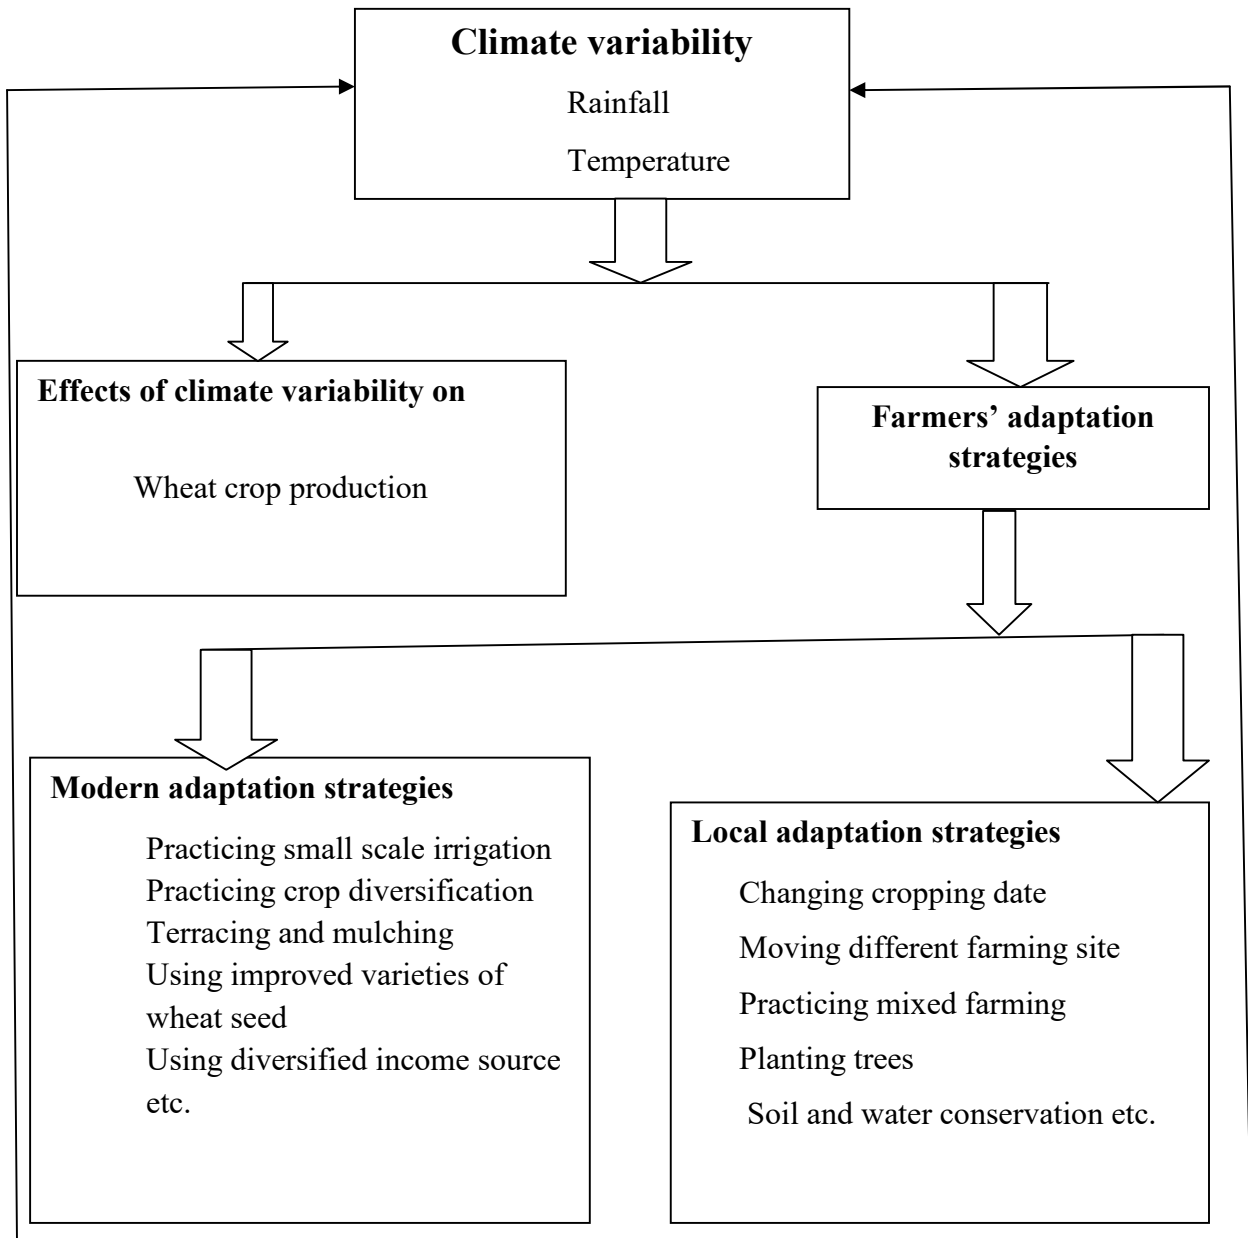 Climate variability
Rainfall
Temperature
Effects of climate variability on
Wheat crop production
Farmers’ adaptation
strategies
Modern adaptation strategies
Practicing small scale irrigation
Practicing crop diversification
Terracing and mulching
Using improved varieties of
wheat seed
Using diversified income source
etc.
Local adaptation strategies
Changing cropping date
Moving different farming site
Practicing mixed farming
Planting trees
Soil and water conservation etc.